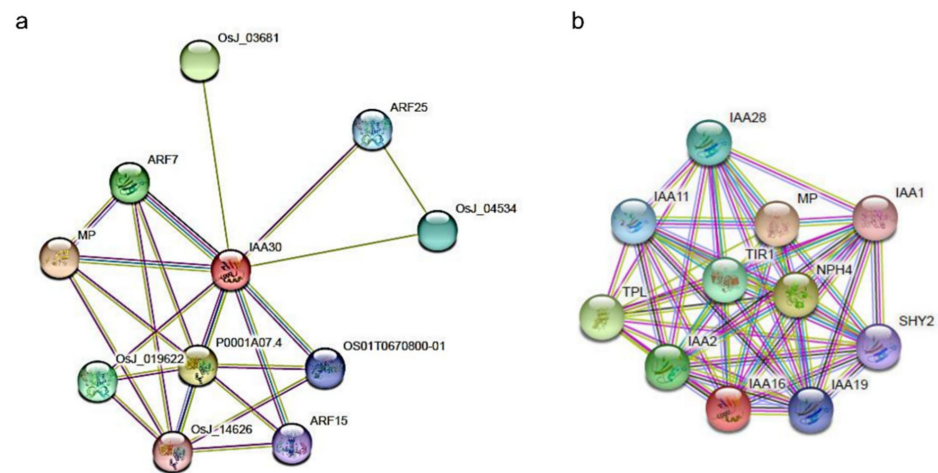 a
b
OsJ_03681
ARF25
ARF7
OsJ_04534
MP
IAA30
P0001A07.4
OS01T0670800-01
OsJ_019622
ARF15
OsJ_14626
IAA28
IAA11
MP
IAA1
TIR1
NPH4
TPL
SHY2
IAA2
IAA16
IAA19